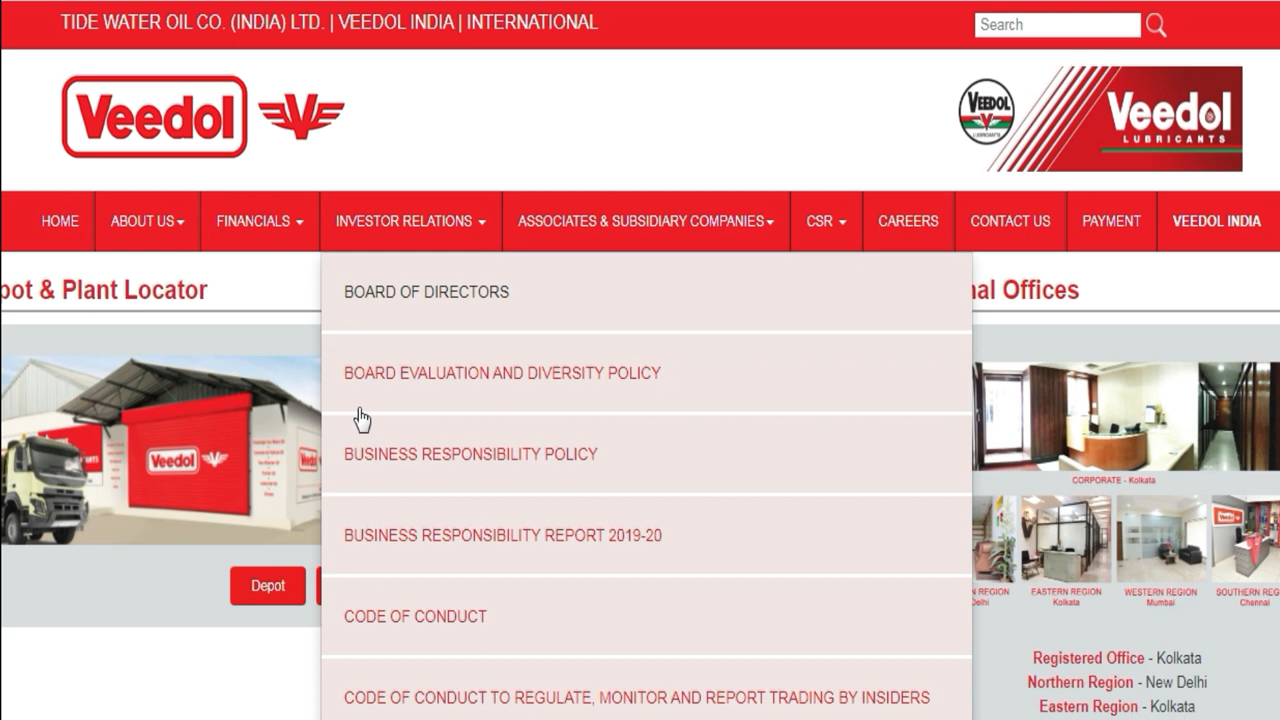 TIDE WATER OIL CO. (INDIA) LTD. | VEEDOL INDIA | INTERNATIONAL
Search
Veedol
VEEDOL
LUBRICANTS
Veedol
LUBRICANTS
HOME
ABOUT US
FINANCIALS
INVESTOR RELATIONS
ASSOCIATES & SUBSIDIARY COMPANIES
CSR
CAREERS
CONTACT US
PAYMENT
VEEDOL INDIA
pot & Plant Locator
nal Offices
BOARD OF DIRECTORS
BOARD EVALUATION AND DIVERSITY POLICY
BUSINESS RESPONSIBILITY POLICY
BUSINESS RESPONSIBILITY REPORT 2019-20
CODE OF CONDUCT
CODE OF CONDUCT TO REGULATE, MONITOR AND REPORT TRADING BY INSIDERS
Veedol
Veedol
Depot
CORPORATE - Kolkata
Veedol
N REGION
Delhi
EASTERN REGION
Kolkata
WESTERN REGION
Mumbai
SOUTHERN REG
Chennai
Registered Office - Kolkata
Northern Region - New Delhi
Eastern Region - Kolkata